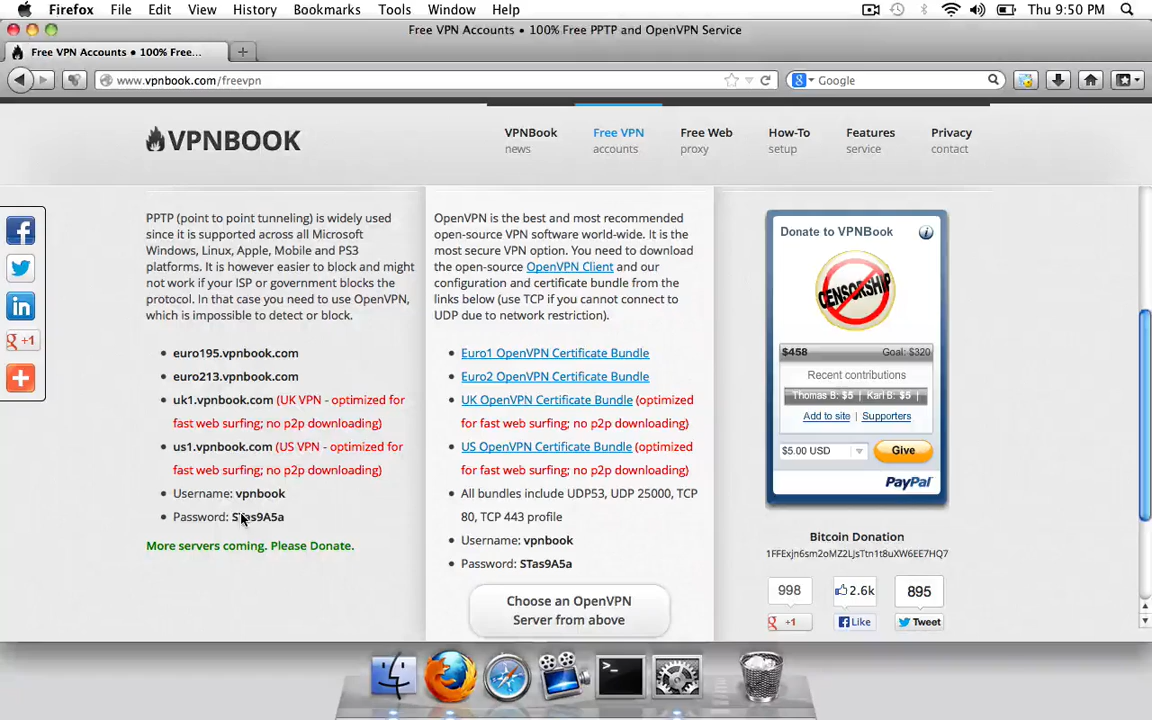 Firefox File Edit View History Bookmarks Tools Window Help Thu 9:50 PM
Free VPN Accounts • 100% Free PPTP and OpenVPN Service
Free VPN Accounts • 100% Free...
www.vpnbook.com/freevpn
Google
VPNBOOK
VPNBook
news
Free VPN
accounts
Free Web
proxy
How-To
setup
Features
service
Privacy
contact
PPTP (point to point tunneling) is widely used
since it is supported across all Microsoft
Windows, Linux, Apple, Mobile and PS3
platforms. It is however easier to block and might
not work if your ISP or government blocks the
protocol. In that case you need to use OpenVPN,
which is impossible to detect or block.
euro195.vpnbook.com
euro213.vpnbook.com
uk1.vpnbook.com (UK VPN - optimized for
fast web surfing; no p2p downloading)
us1.vpnbook.com (US VPN - optimized for
fast web surfing; no p2p downloading)
Username: vpnbook
Password: STas9A5a
More servers coming. Please Donate.
OpenVPN is the best and most recommended
open-source VPN software world-wide. It is the
most secure VPN option. You need to download
the open-source OpenVPN Client and our
configuration and certificate bundle from the
links below (use TCP if you cannot connect to
UDP due to network restriction).
Euro1 OpenVPN Certificate Bundle
Euro2 OpenVPN Certificate Bundle
UK OpenVPN Certificate Bundle (optimized
for fast web surfing; no p2p downloading)
US OpenVPN Certificate Bundle (optimized
for fast web surfing; no p2p downloading)
All bundles include UDP53, UDP 25000, TCP
80, TCP 443 profile
Username: vpnbook
Password: STas9A5a
Choose an OpenVPN
Server from above
Donate to VPNBook
CENSORSHIP
$458 Goal: $320
Recent contributions
Thomas B: $5 | Karl B: $5
Add to site | Supporters
$5.00 USD Give
PayPal
Bitcoin Donation
1FFExjn6sm2oMZ2LJsTtn1t8uXW6EE7HQ7
998 2.6k 895
+1 Like Tweet
+1